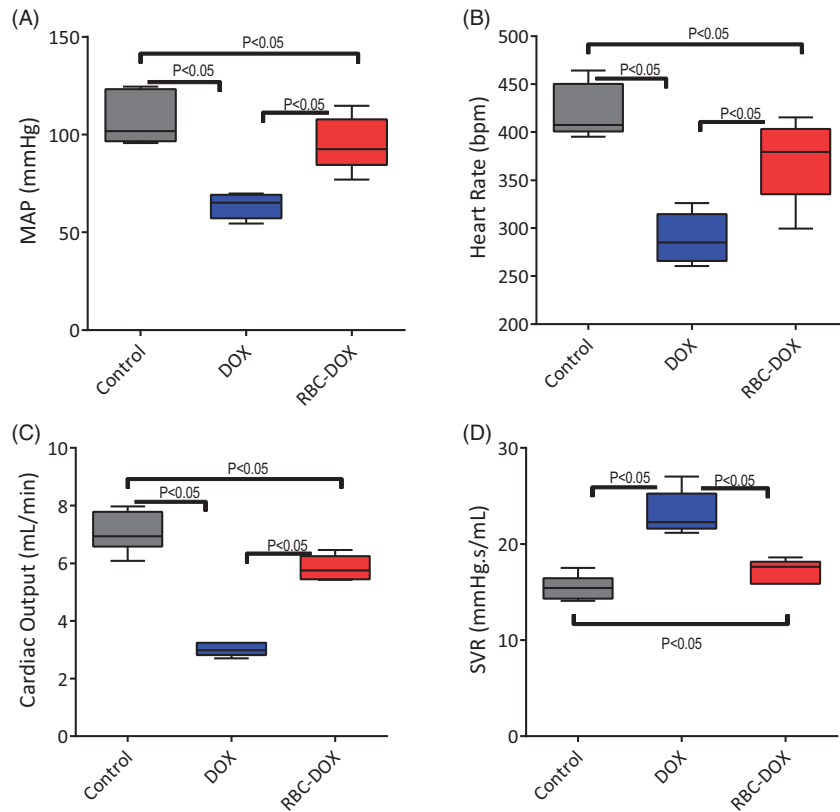 (A)
MAP (mmHg)
150
100
50
0
P<0.05
P<0.05
P<0.05
Control
DOX
RBC-DOX
(B)
Heart Rate (bpm)
500
450
400
350
300
250
200
P<0.05
P<0.05
P<0.05
Control
DOX
RBC-DOX
(C)
Cardiac Output (mL/min)
10
8
6
4
2
0
P<0.05
P<0.05
P<0.05
Control
DOX
RBC-DOX
(D)
SVR (mmHg.s/mL)
30
20
10
0
P<0.05
P<0.05
P<0.05
Control
DOX
RBC-DOX